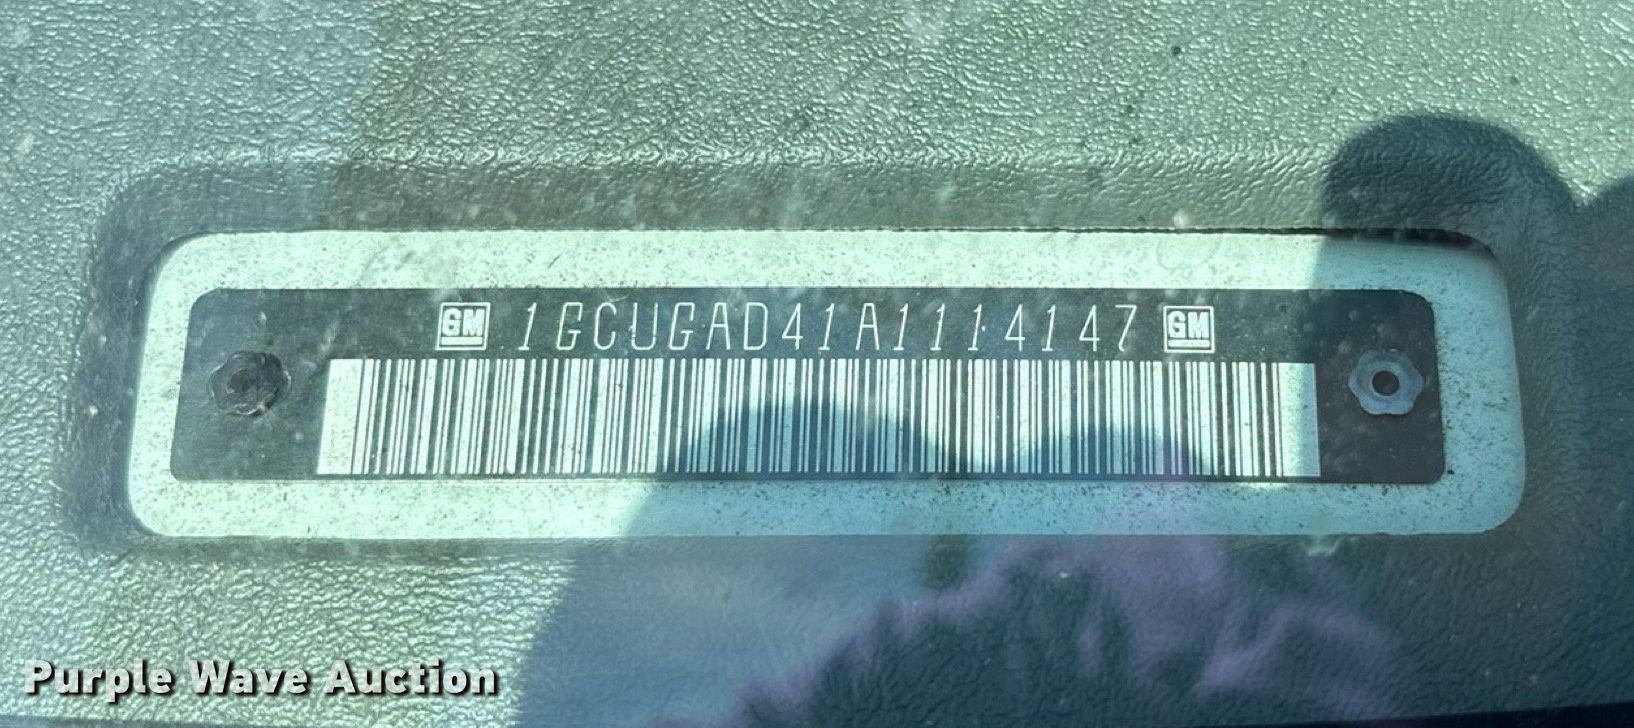 GM 1GCUGAD41A1114147 GM
Purple Wave Auction